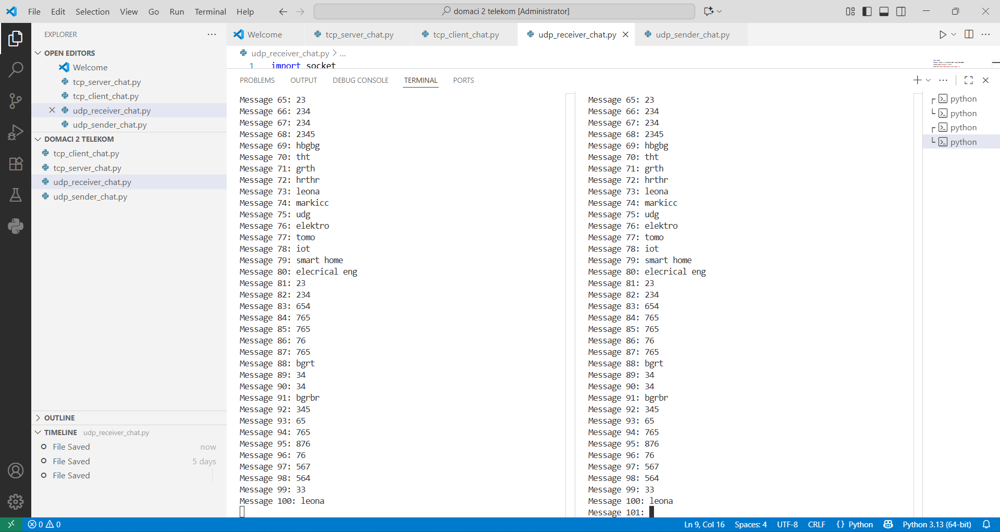 File Edit Selection View Go Run Terminal Help
domaci 2 telekom [Administrator]
EXPLORER
OPEN EDITORS
Welcome
tcp_server_chat.py
tcp_client_chat.py
udp_receiver_chat.py
udp_sender_chat.py
DOMACI 2 TELEKOM
tcp_client_chat.py
tcp_server_chat.py
udp_receiver_chat.py
udp_sender_chat.py
OUTLINE
TIMELINE udp_receiver_chat.py
File Saved now
File Saved 5 days
File Saved
Welcome tcp_server_chat.py tcp_client_chat.py udp_receiver_chat.py udp_sender_chat.py
udp_receiver_chat.py > ...
1 import socket
PROBLEMS OUTPUT DEBUG CONSOLE TERMINAL PORTS
Message 65: 23
Message 66: 234
Message 67: 234
Message 68: 2345
Message 69: hbgbg
Message 70: tht
Message 71: grth
Message 72: hrthr
Message 73: leona
Message 74: markicc
Message 75: udg
Message 76: elektro
Message 77: tomo
Message 78: iot
Message 79: smart home
Message 80: elecrical eng
Message 81: 23
Message 82: 234
Message 83: 654
Message 84: 765
Message 85: 765
Message 86: 76
Message 87: 765
Message 88: bgrt
Message 89: 34
Message 90: 34
Message 91: bgrbr
Message 92: 345
Message 93: 65
Message 94: 765
Message 95: 876
Message 96: 76
Message 97: 567
Message 98: 564
Message 99: 33
Message 100: leona
Message 65: 23
Message 66: 234
Message 67: 234
Message 68: 2345
Message 69: hbgbg
Message 70: tht
Message 71: grth
Message 72: hrthr
Message 73: leona
Message 74: markicc
Message 75: udg
Message 76: elektro
Message 77: tomo
Message 78: iot
Message 79: smart home
Message 80: elecrical eng
Message 81: 23
Message 82: 234
Message 83: 654
Message 84: 765
Message 85: 765
Message 86: 76
Message 87: 765
Message 88: bgrt
Message 89: 34
Message 90: 34
Message 91: bgrbr
Message 92: 345
Message 93: 65
Message 94: 765
Message 95: 876
Message 96: 76
Message 97: 567
Message 98: 564
Message 99: 33
Message 100: leona
Message 101:
python
python
python
python
0 0
Ln 9, Col 16 Spaces: 4 UTF-8 CRLF {} Python Python 3.13 (64-bit)